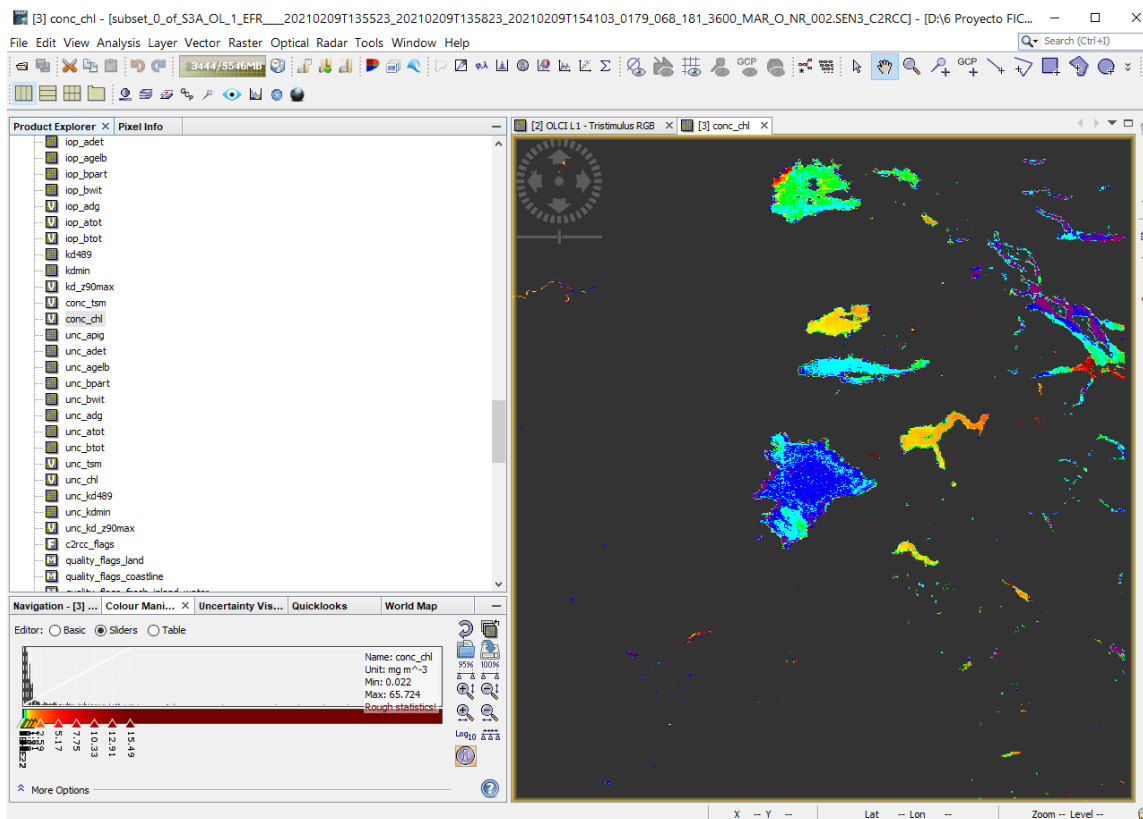 [3] conc_chl - [subset_0_of_S3A_OL_1_EFR____20210209T135523_20210209T135823_20210209T154103_0179_068_181_3600_MAR_O_NR_002.SEN3_C2RCC] - [D:\6 Proyecto FIC...
File Edit View Analysis Layer Vector Raster Optical Radar Tools Window Help
Search (Ctrl+I)
3444/5546MB
GCP
GCP
Product Explorer
Pixel Info
[2] OLCI L1 - Tristimulus RGB
[3] conc_chl
iop_adet
iop_agelb
iop_bpart
iop_bwit
iop_adg
iop_atot
iop_btot
kd489
kdmin
kd_z90max
conc_tsm
conc_chl
unc_apig
unc_adet
unc_agelb
unc_bpart
unc_bwit
unc_adg
unc_atot
unc_btot
unc_tsm
unc_chl
unc_kd489
unc_kdmin
unc_kd_z90max
c2rcc_flags
quality_flags_land
quality_flags_coastline
Navigation - [3] ...
Colour Mani...
Uncertainty Vis...
Quicklooks
World Map
Editor: Basic Sliders Table
Name: conc_chl
Unit: mg m^-3
Min: 0.022
Max: 65.724
Rough statistics!
95% 100%
Log10
2.59
5.17
7.75
10.33
12.91
15.49
More Options
X -- Y --
Lat -- Lon --
Zoom -- Level --